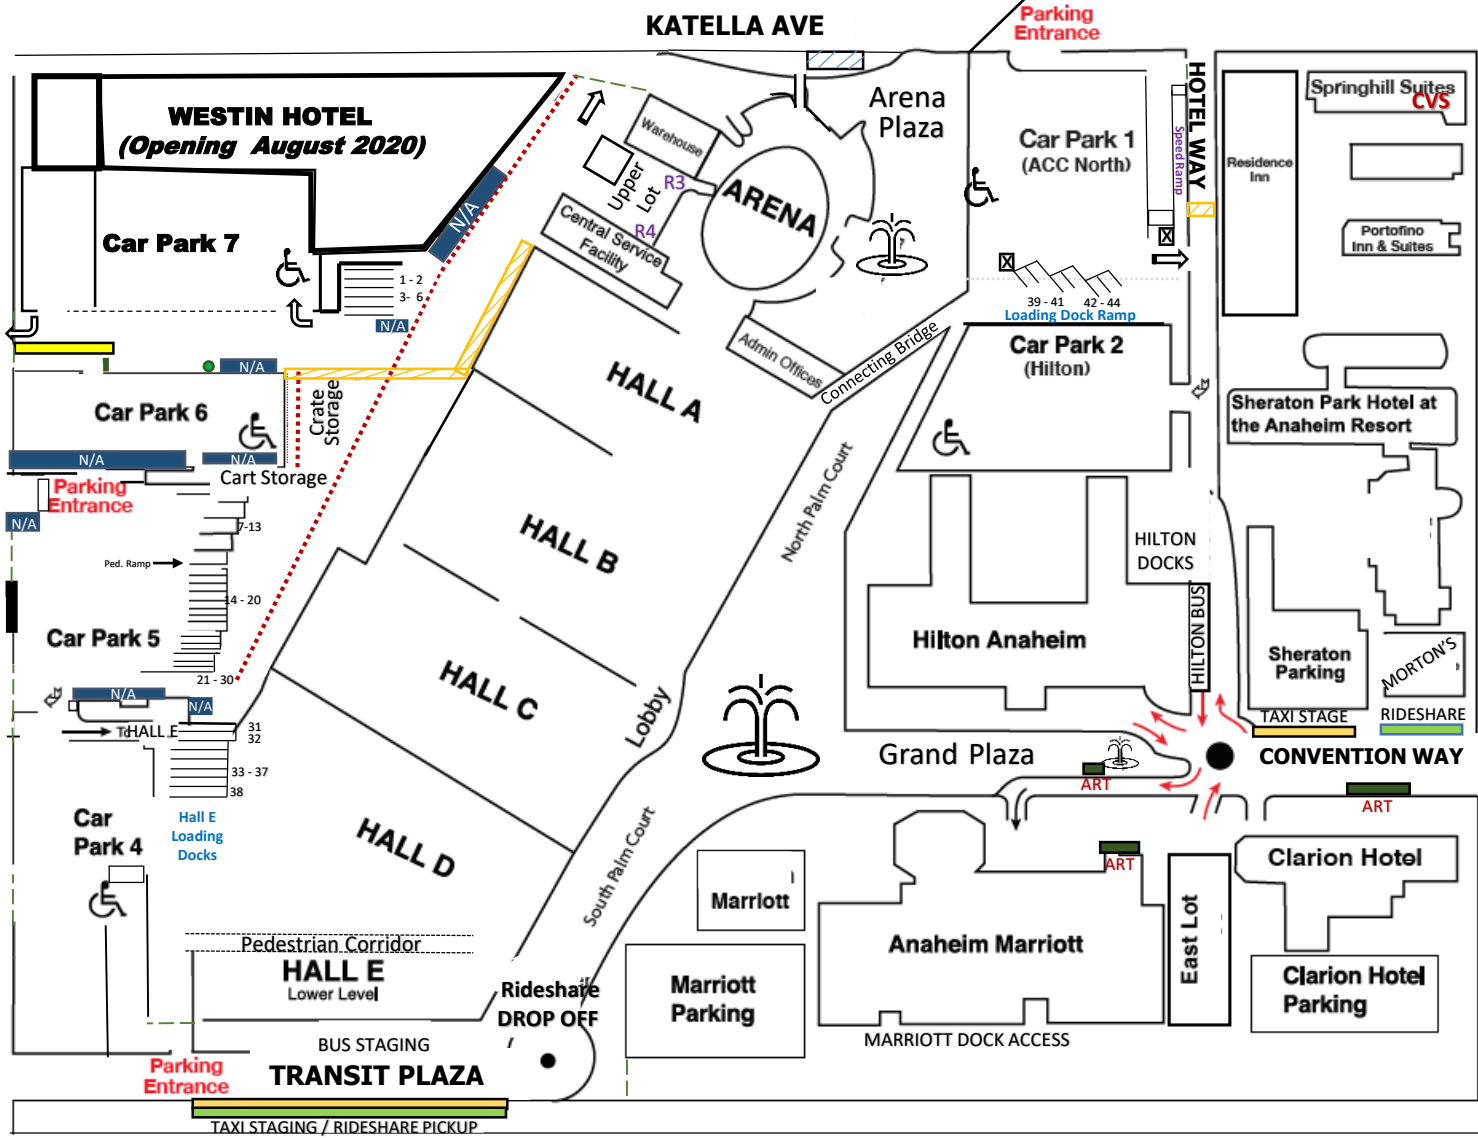 KATELLA AVE
Parking
Entrance
WESTIN HOTEL
(Opening August 2020)
Car Park 7
N/A
1 - 2
3- 6
N/A
Warehouse
Upper
Lot
R3
R4
Central Service
Facility
ARENA
Arena
Plaza
Admin Offices
Connecting Bridge
Car Park 1
(ACC North)
HOTEL WAY
Speed Ramp
39 - 41
42 - 44
Loading Dock Ramp
Car Park 2
(Hilton)
Residence
Inn
Springhill Suites
CVS
Portofino
Inn & Suites
Sheraton Park Hotel at
the Anaheim Resort
N/A
Car Park 6
Crate
Storage
N/A
N/A
Cart Storage
Parking
Entrance
N/A
7-13
Ped. Ramp
14 - 20
Car Park 5
21 - 30
N/A
N/A
To HALL E
31
32
33 - 37
38
Hall E
Loading
Docks
Car
Park 4
HALL A
HALL B
HALL C
HALL D
Lobby
North Palm Court
South Palm Court
HILTON
DOCKS
HILTON BUS
Hilton Anaheim
Sheraton
Parking
MORTON'S
TAXI STAGE
RIDESHARE
Grand Plaza
CONVENTION WAY
ART
ART
ART
Marriott
Anaheim Marriott
East Lot
Clarion Hotel
Clarion Hotel
Parking
Marriott
Parking
MARRIOTT DOCK ACCESS
Pedestrian Corridor
HALL E
Lower Level
Rideshare
DROP OFF
BUS STAGING
TRANSIT PLAZA
Parking
Entrance
TAXI STAGING / RIDESHARE PICKUP